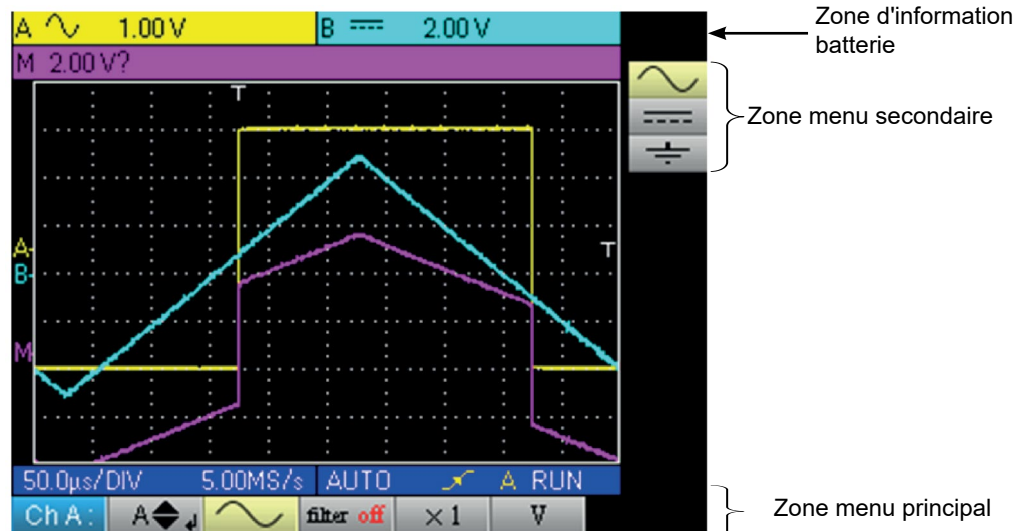 A 1.00 V B 2.00 V
M 2.00 V?
T
T
A
B
M
50.0µs/DIV 5.00MS/s AUTO A RUN
Ch A: A filter off ×1 V
Zone d'information
batterie
Zone menu secondaire
Zone menu principal